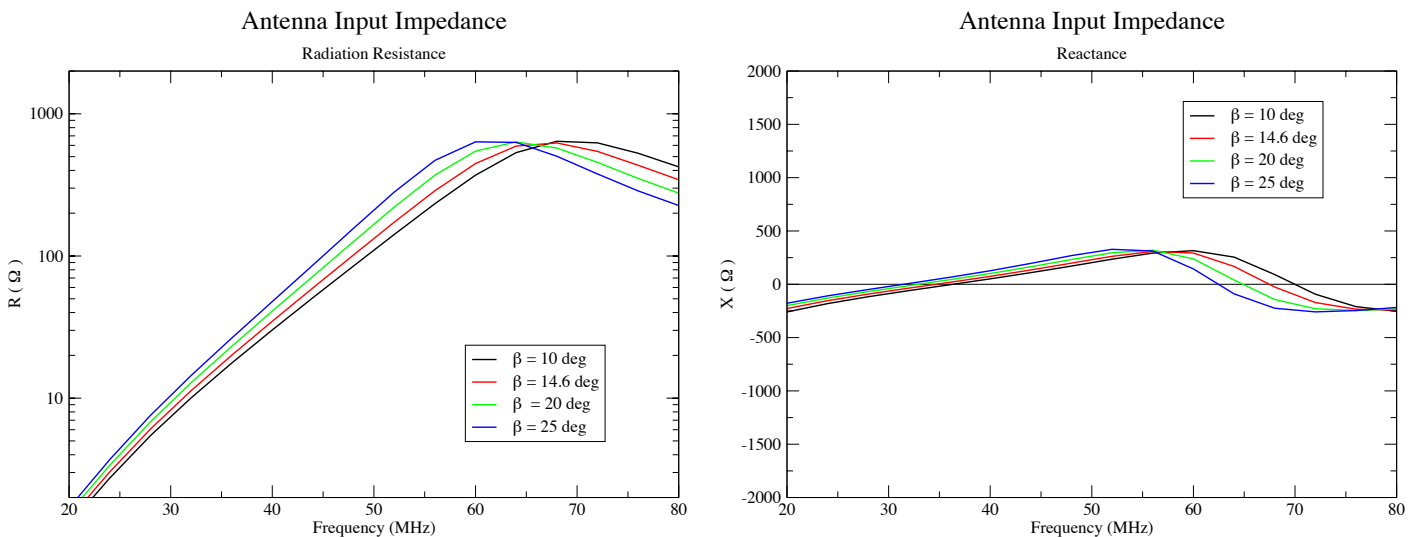 Antenna Input Impedance
Radiation Resistance
1000
100
10
R ( Ω )
20 30 40 50 60 70 80
Frequency (MHz)
β = 10 deg
β = 14.6 deg
β = 20 deg
β = 25 deg
Antenna Input Impedance
Reactance
2000
1500
1000
500
0
-500
-1000
-1500
-2000
X ( Ω )
20 30 40 50 60 70 80
Frequency (MHz)
β = 10 deg
β = 14.6 deg
β = 20 deg
β = 25 deg